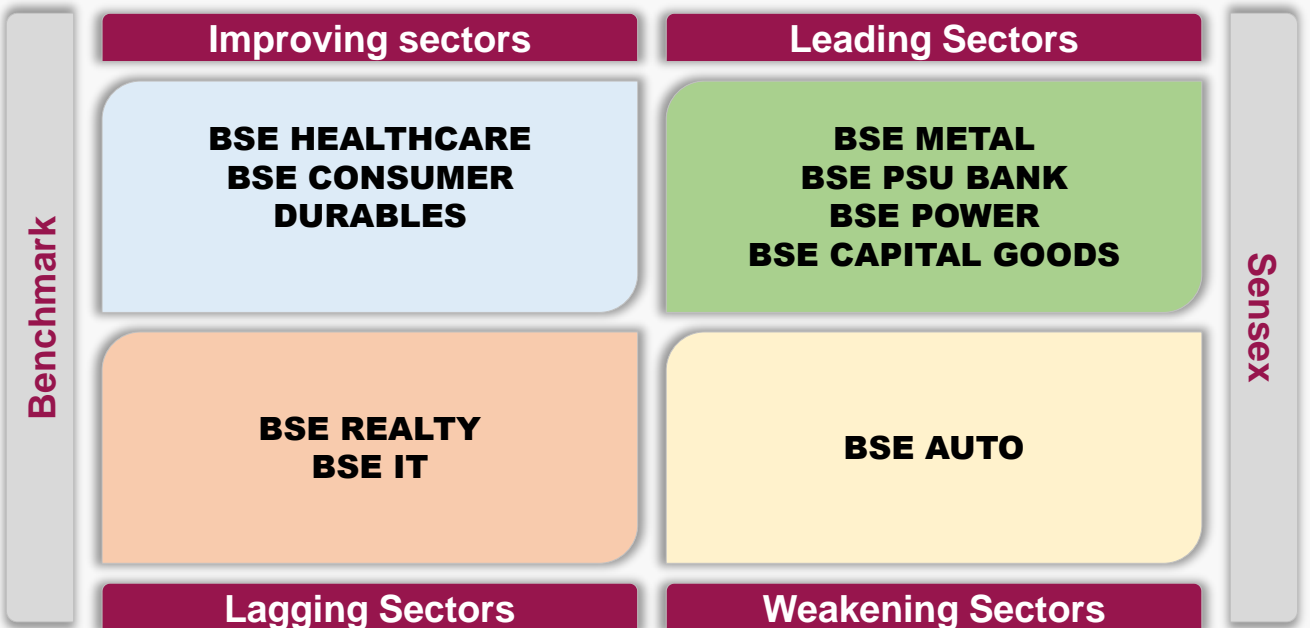 Benchmark
Improving sectors
BSE HEALTHCARE
BSE CONSUMER
DURABLES
Leading Sectors
BSE METAL
BSE PSU BANK
BSE POWER
BSE CAPITAL GOODS
BSE REALTY
BSE IT
Lagging Sectors
BSE AUTO
Weakening Sectors
Sensex